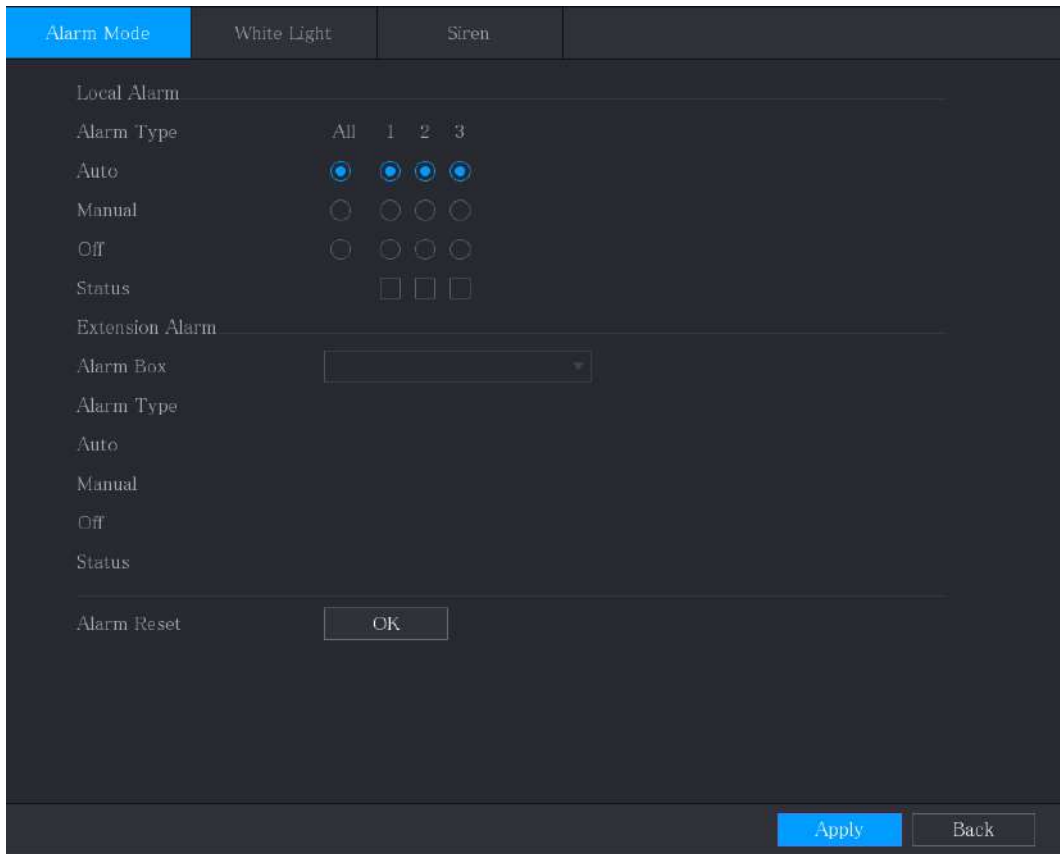 Alarm Mode White Light Siren
Local Alarm
Alarm Type All 1 2 3
Auto
Manual
Off
Status
Extension Alarm
Alarm Box
Alarm Type
Auto
Manual
Off
Status
Alarm Reset OK
Apply Back